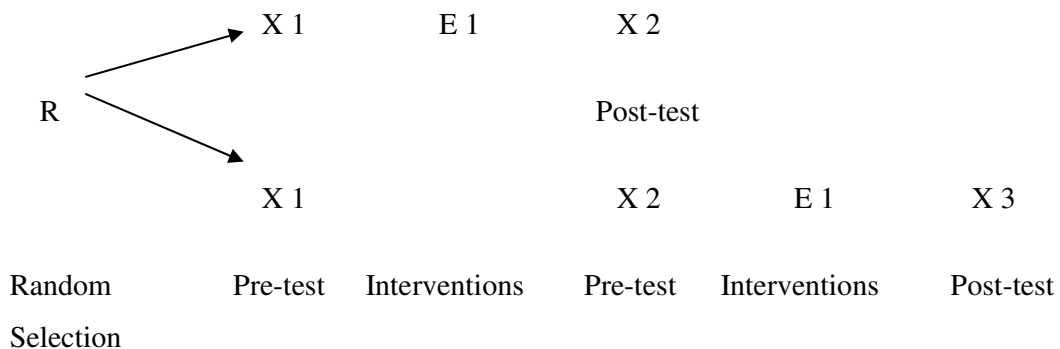 X 1 E 1 X 2
R Post-test
X 1 X 2 E 1 X 3
Random Pre-test Interventions Pre-test Interventions Post-test
Selection